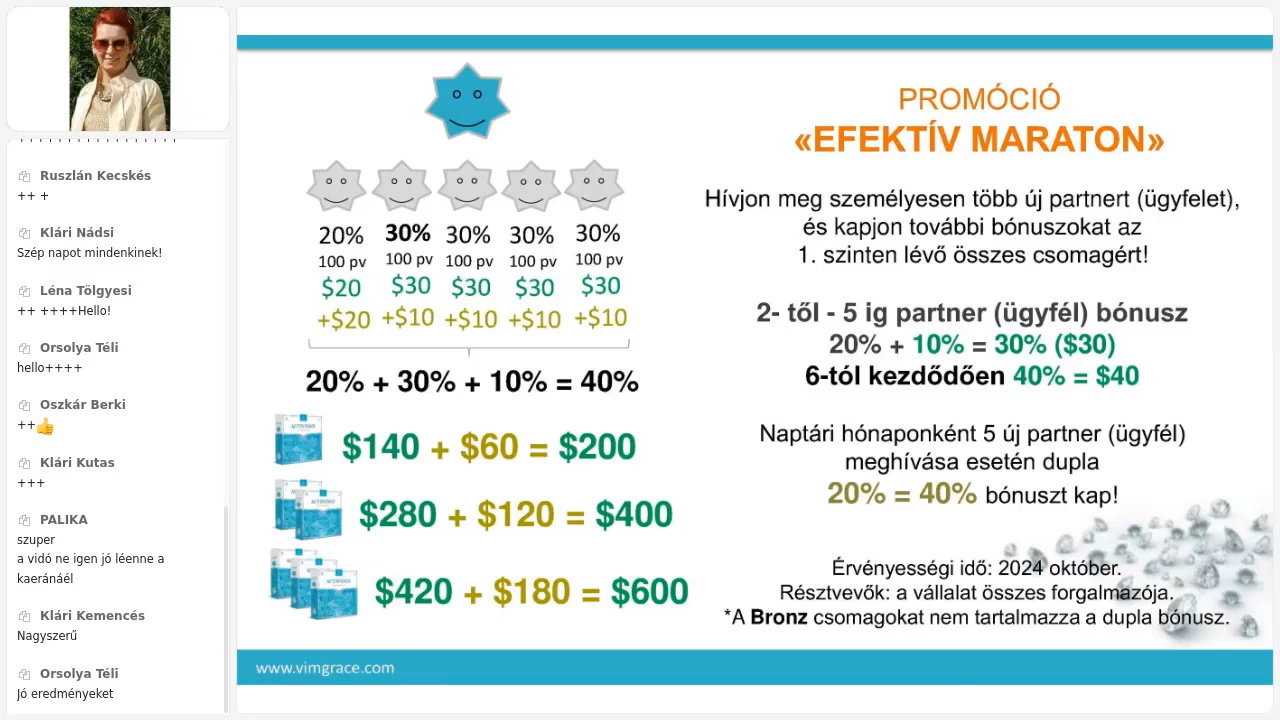 Ruszlán Kecskés
++ +
Klári Nádsi
Szép napot mindenkinek!
Léna Tölgyesi
++ ++++Hello!
Orsolya Téli
hello++++
Oszkár Berki
++👍
Klári Kutas
+++
PALIKA
szuper
a vidó ne igen jó léenne a
kaeránáél
Klári Kemencés
Nagyszerű
Orsolya Téli
Jó eredményeket
20% 30% 30% 30% 30%
100 pv 100 pv 100 pv 100 pv 100 pv
$20 $30 $30 $30 $30
+$20 +$10 +$10 +$10 +$10
20% + 30% + 10% = 40%
$140 + $60 = $200
$280 + $120 = $400
$420 + $180 = $600
PROMÓCIÓ
«EFEKTÍV MARATON»
Hívjon meg személyesen több új partnert (ügyfelet),
és kapjon további bónuszokat az
1. szinten lévő összes csomagért!
2- től - 5 ig partner (ügyfél) bónusz
20% + 10% = 30% ($30)
6-tól kezdődően 40% = $40
Naptári hónaponként 5 új partner (ügyfél)
meghívása esetén dupla
20% = 40% bónuszt kap!
Érvényességi idő: 2024 október.
Résztvevők: a vállalat összes forgalmazója.
*A Bronz csomagokat nem tartalmazza a dupla bónusz.
www.vimgrace.com